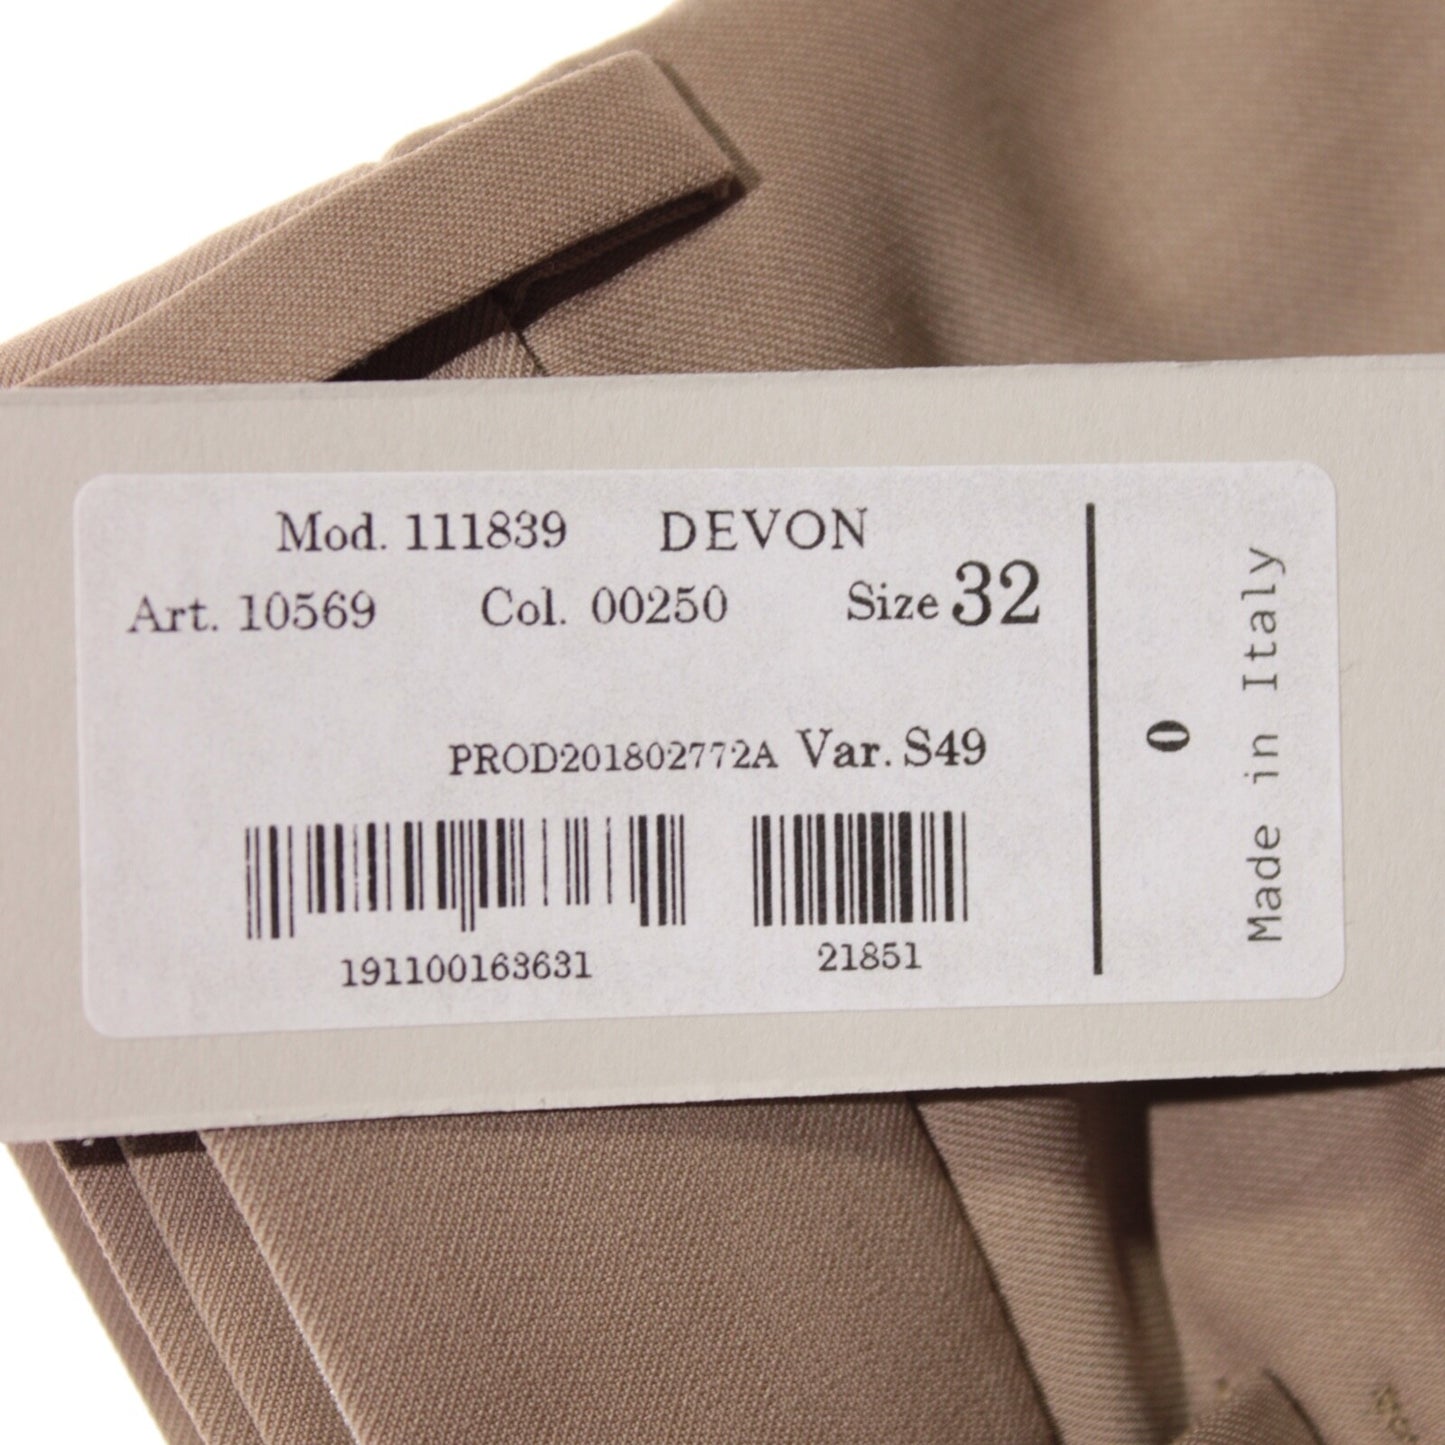 Mod. 111839 DEVON
Art. 10569 Col. 00250 Size 32
PROD201802772A Var. S49
191100163631 21851
0
Made in Italy